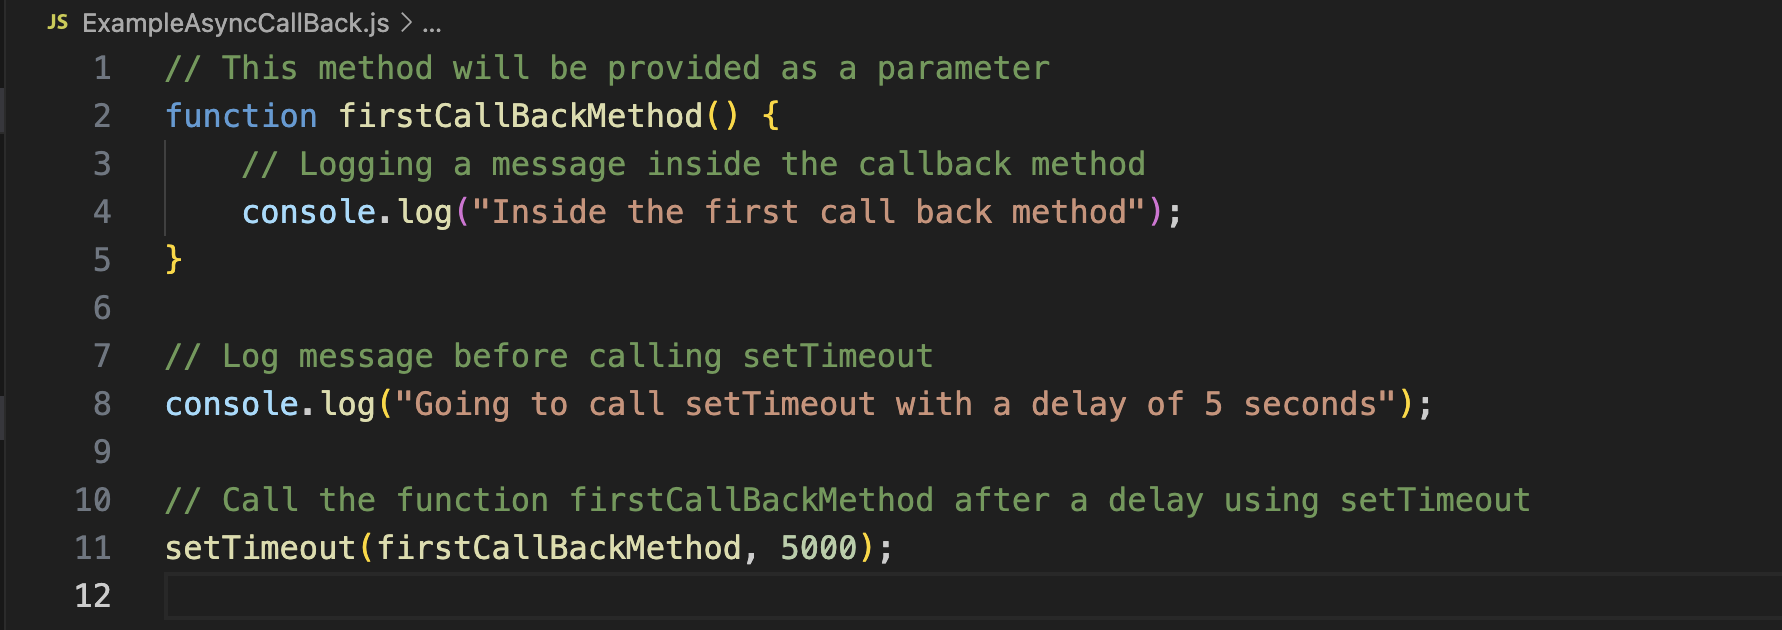 JS ExampleAsyncCallBack.js > ...
1 // This method will be provided as a parameter
2 function firstCallBackMethod() {
3     // Logging a message inside the callback method
4     console.log("Inside the first call back method");
5 }
6
7 // Log message before calling setTimeout
8 console.log("Going to call setTimeout with a delay of 5 seconds");
9
10 // Call the function firstCallBackMethod after a delay using setTimeout
11 setTimeout(firstCallBackMethod, 5000);
12